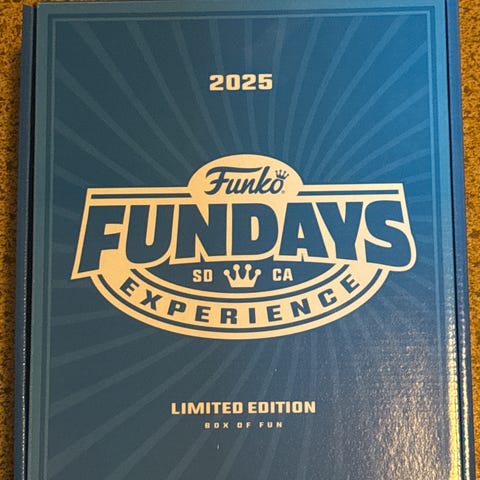 2025
Funko
FUNDAYS
SD CA
EXPERIENCE
LIMITED EDITION
BOX OF FUN